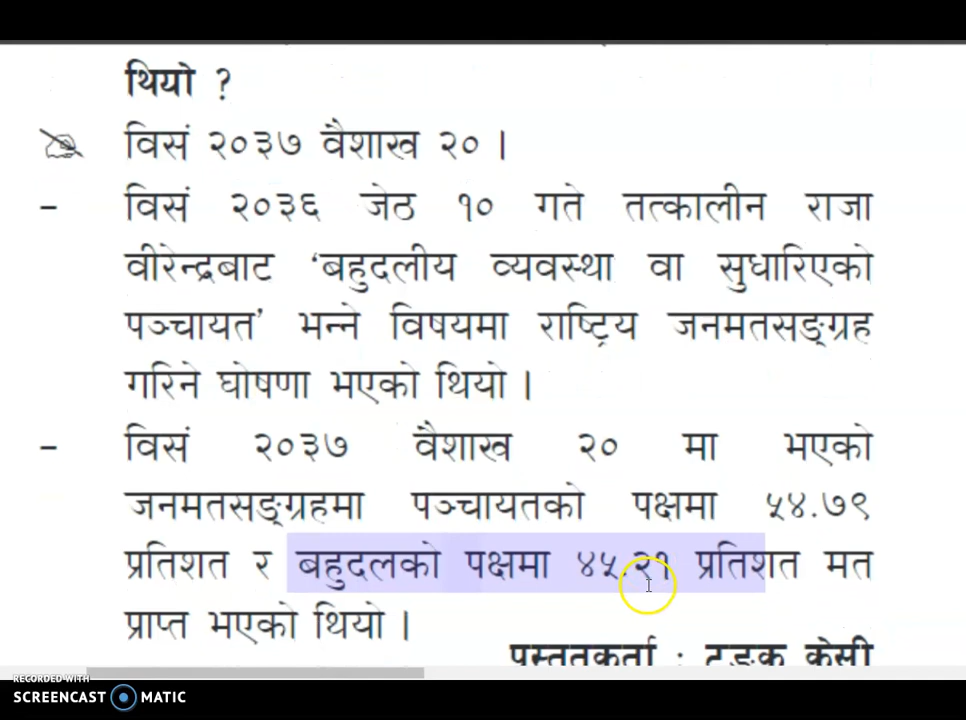 थियो ?
विसं २०३७ वैशाख २० ।
- विसं २०३६ जेठ १० गते तत्कालीन राजा
वीरेन्द्रबाट ‘बहुदलीय व्यवस्था वा सुधारिएको
पञ्चायत’ भन्ने विषयमा राष्ट्रिय जनमतसङ्ग्रह
गरिने घोषणा भएको थियो ।
- विसं २०३७ वैशाख २० मा भएको
जनमतसङ्ग्रहमा पञ्चायतको पक्षमा ५४.७९
प्रतिशत र बहुदलको पक्षमा ४५.२१ प्रतिशत मत
प्राप्त भएको थियो ।
प्रस्तुतकर्ता : टङ्क केसी
RECORDED WITH
SCREENCAST MATIC